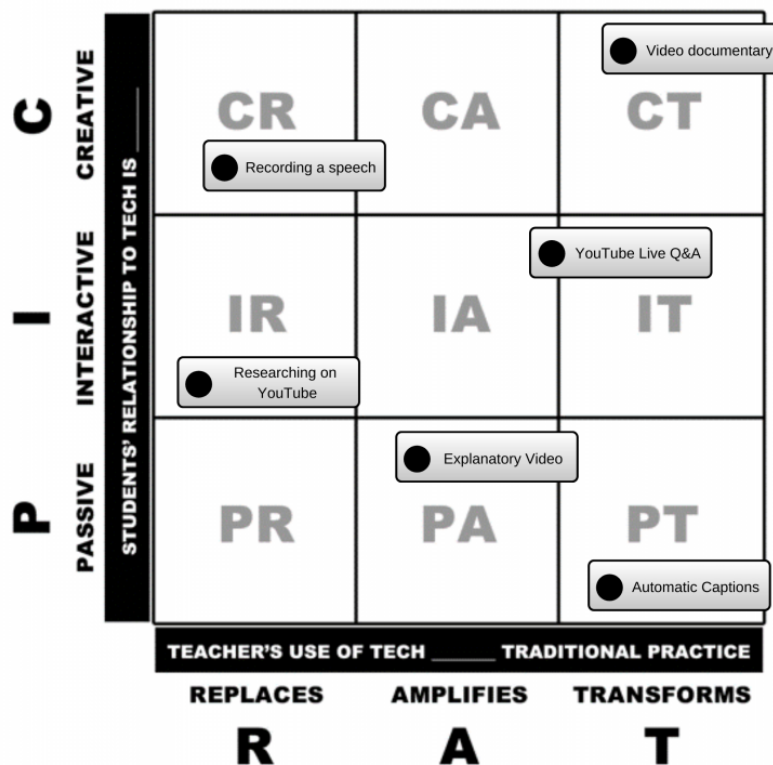 C
CREATIVE
I
INTERACTIVE
P
PASSIVE
STUDENTS' RELATIONSHIP TO TECH IS ______
CR
CA
CT
Video documentary
Recording a speech
YouTube Live Q&A
IR
IA
IT
Researching on
YouTube
Explanatory Video
PR
PA
PT
Automatic Captions
TEACHER'S USE OF TECH ______ TRADITIONAL PRACTICE
REPLACES
AMPLIFIES
TRANSFORMS
R
A
T